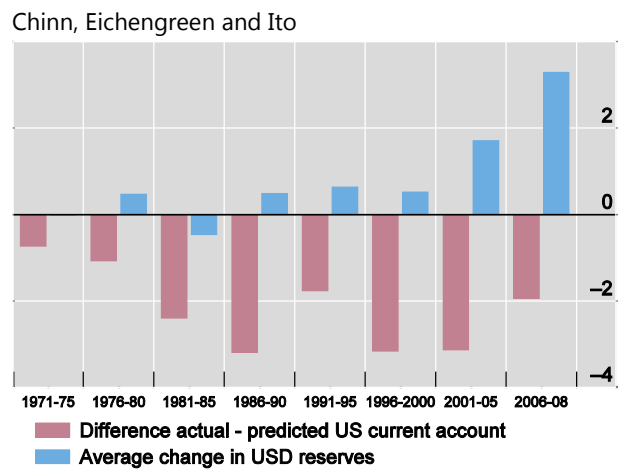 Chinn, Eichengreen and Ito
2
0
–2
–4
1971-75 1976-80 1981-85 1986-90 1991-95 1996-2000 2001-05 2006-08
Difference actual - predicted US current account
Average change in USD reserves